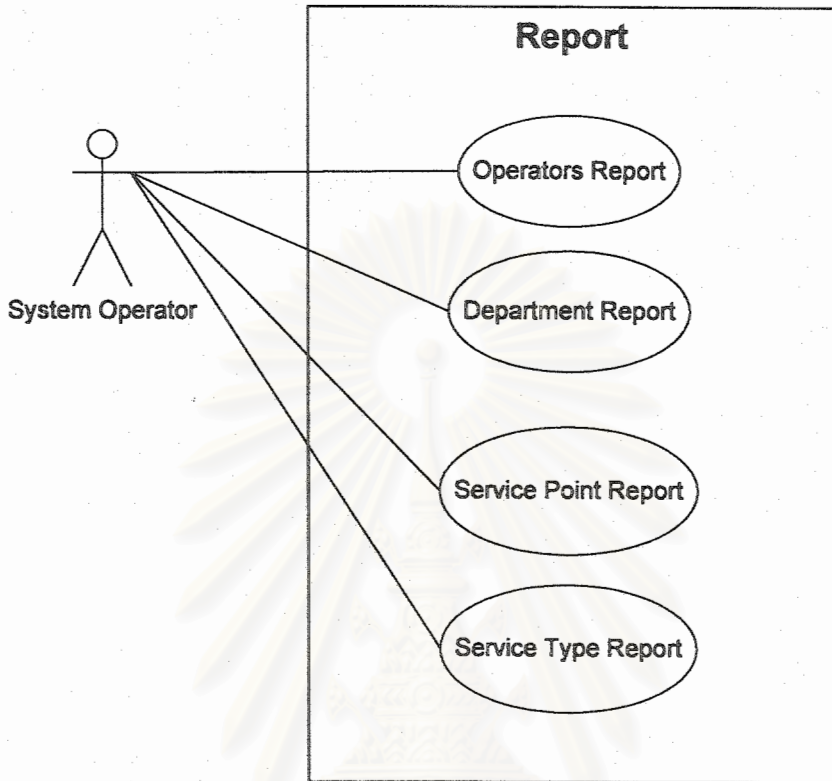 Report
Operators Report
System Operator
Department Report
Service Point Report
Service Type Report